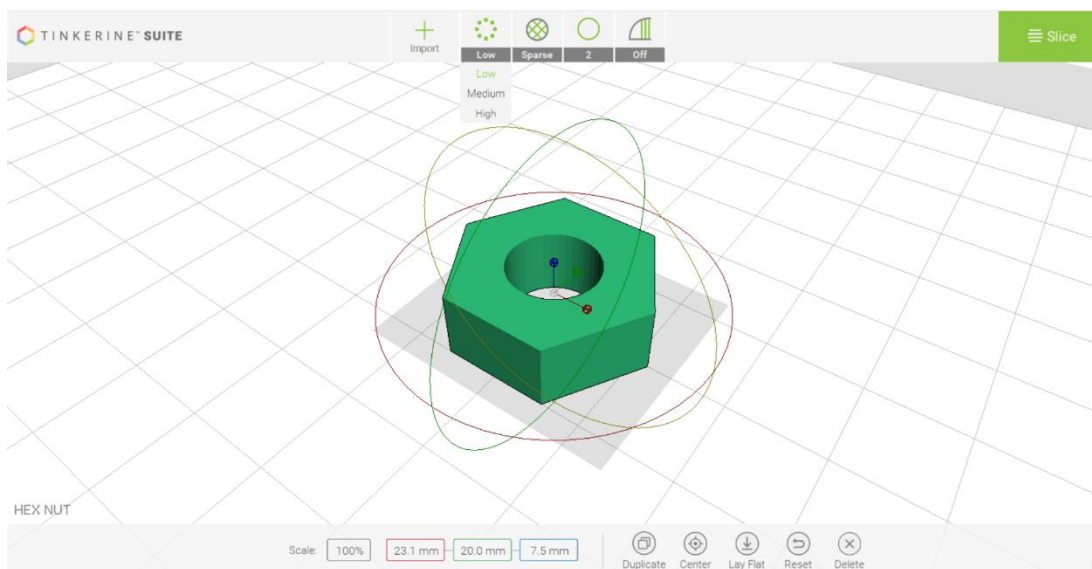 TINKERINE™ SUITE
Import
Low
Sparse
2
Off
Slice
Low
Medium
High
HEX NUT
Scale:
100%
23.1 mm
20.0 mm
7.5 mm
Duplicate
Center
Lay Flat
Reset
Delete